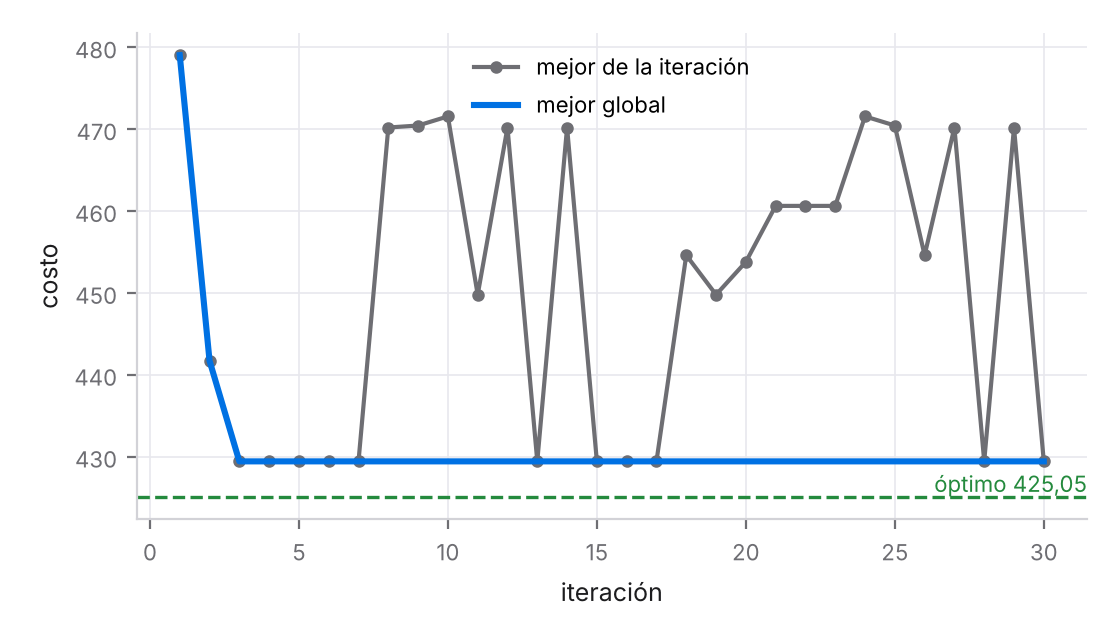 480
470
460
450
440
430
costo
mejor de la iteración
mejor global
óptimo 425,05
0 5 10 15 20 25 30
iteración